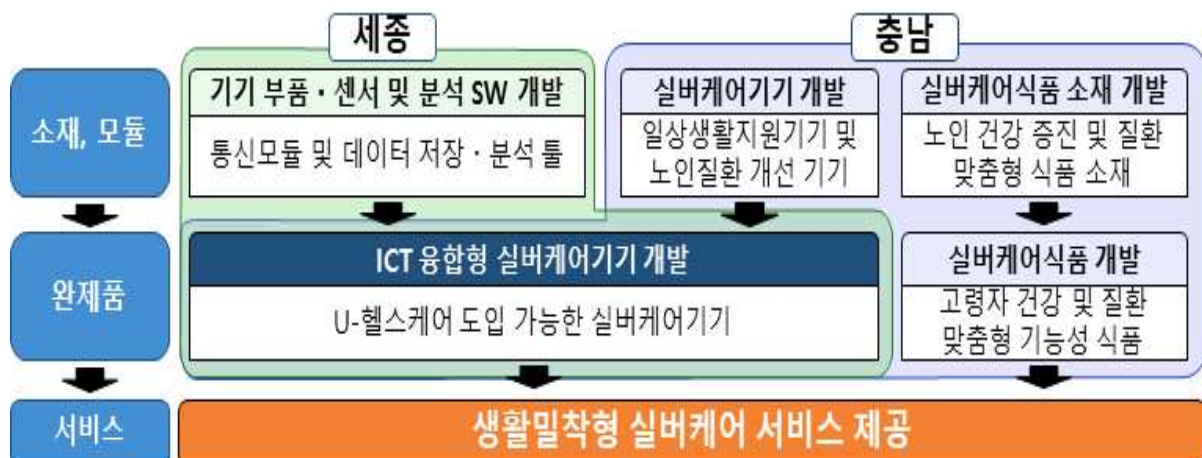 세종
충남
소재, 모듈
기기 부품・센서 및 분석 SW 개발
통신모듈 및 데이터 저장・분석 툴
실버케어기기 개발
일상생활지원기기 및
노인질환 개선 기기
실버케어식품 소재 개발
노인 건강 증진 및 질환
맞춤형 식품 소재
완제품
ICT 융합형 실버케어기기 개발
U-헬스케어 도입 가능한 실버케어기기
실버케어식품 개발
고령자 건강 및 질환
맞춤형 기능성 식품
서비스
생활밀착형 실버케어 서비스 제공